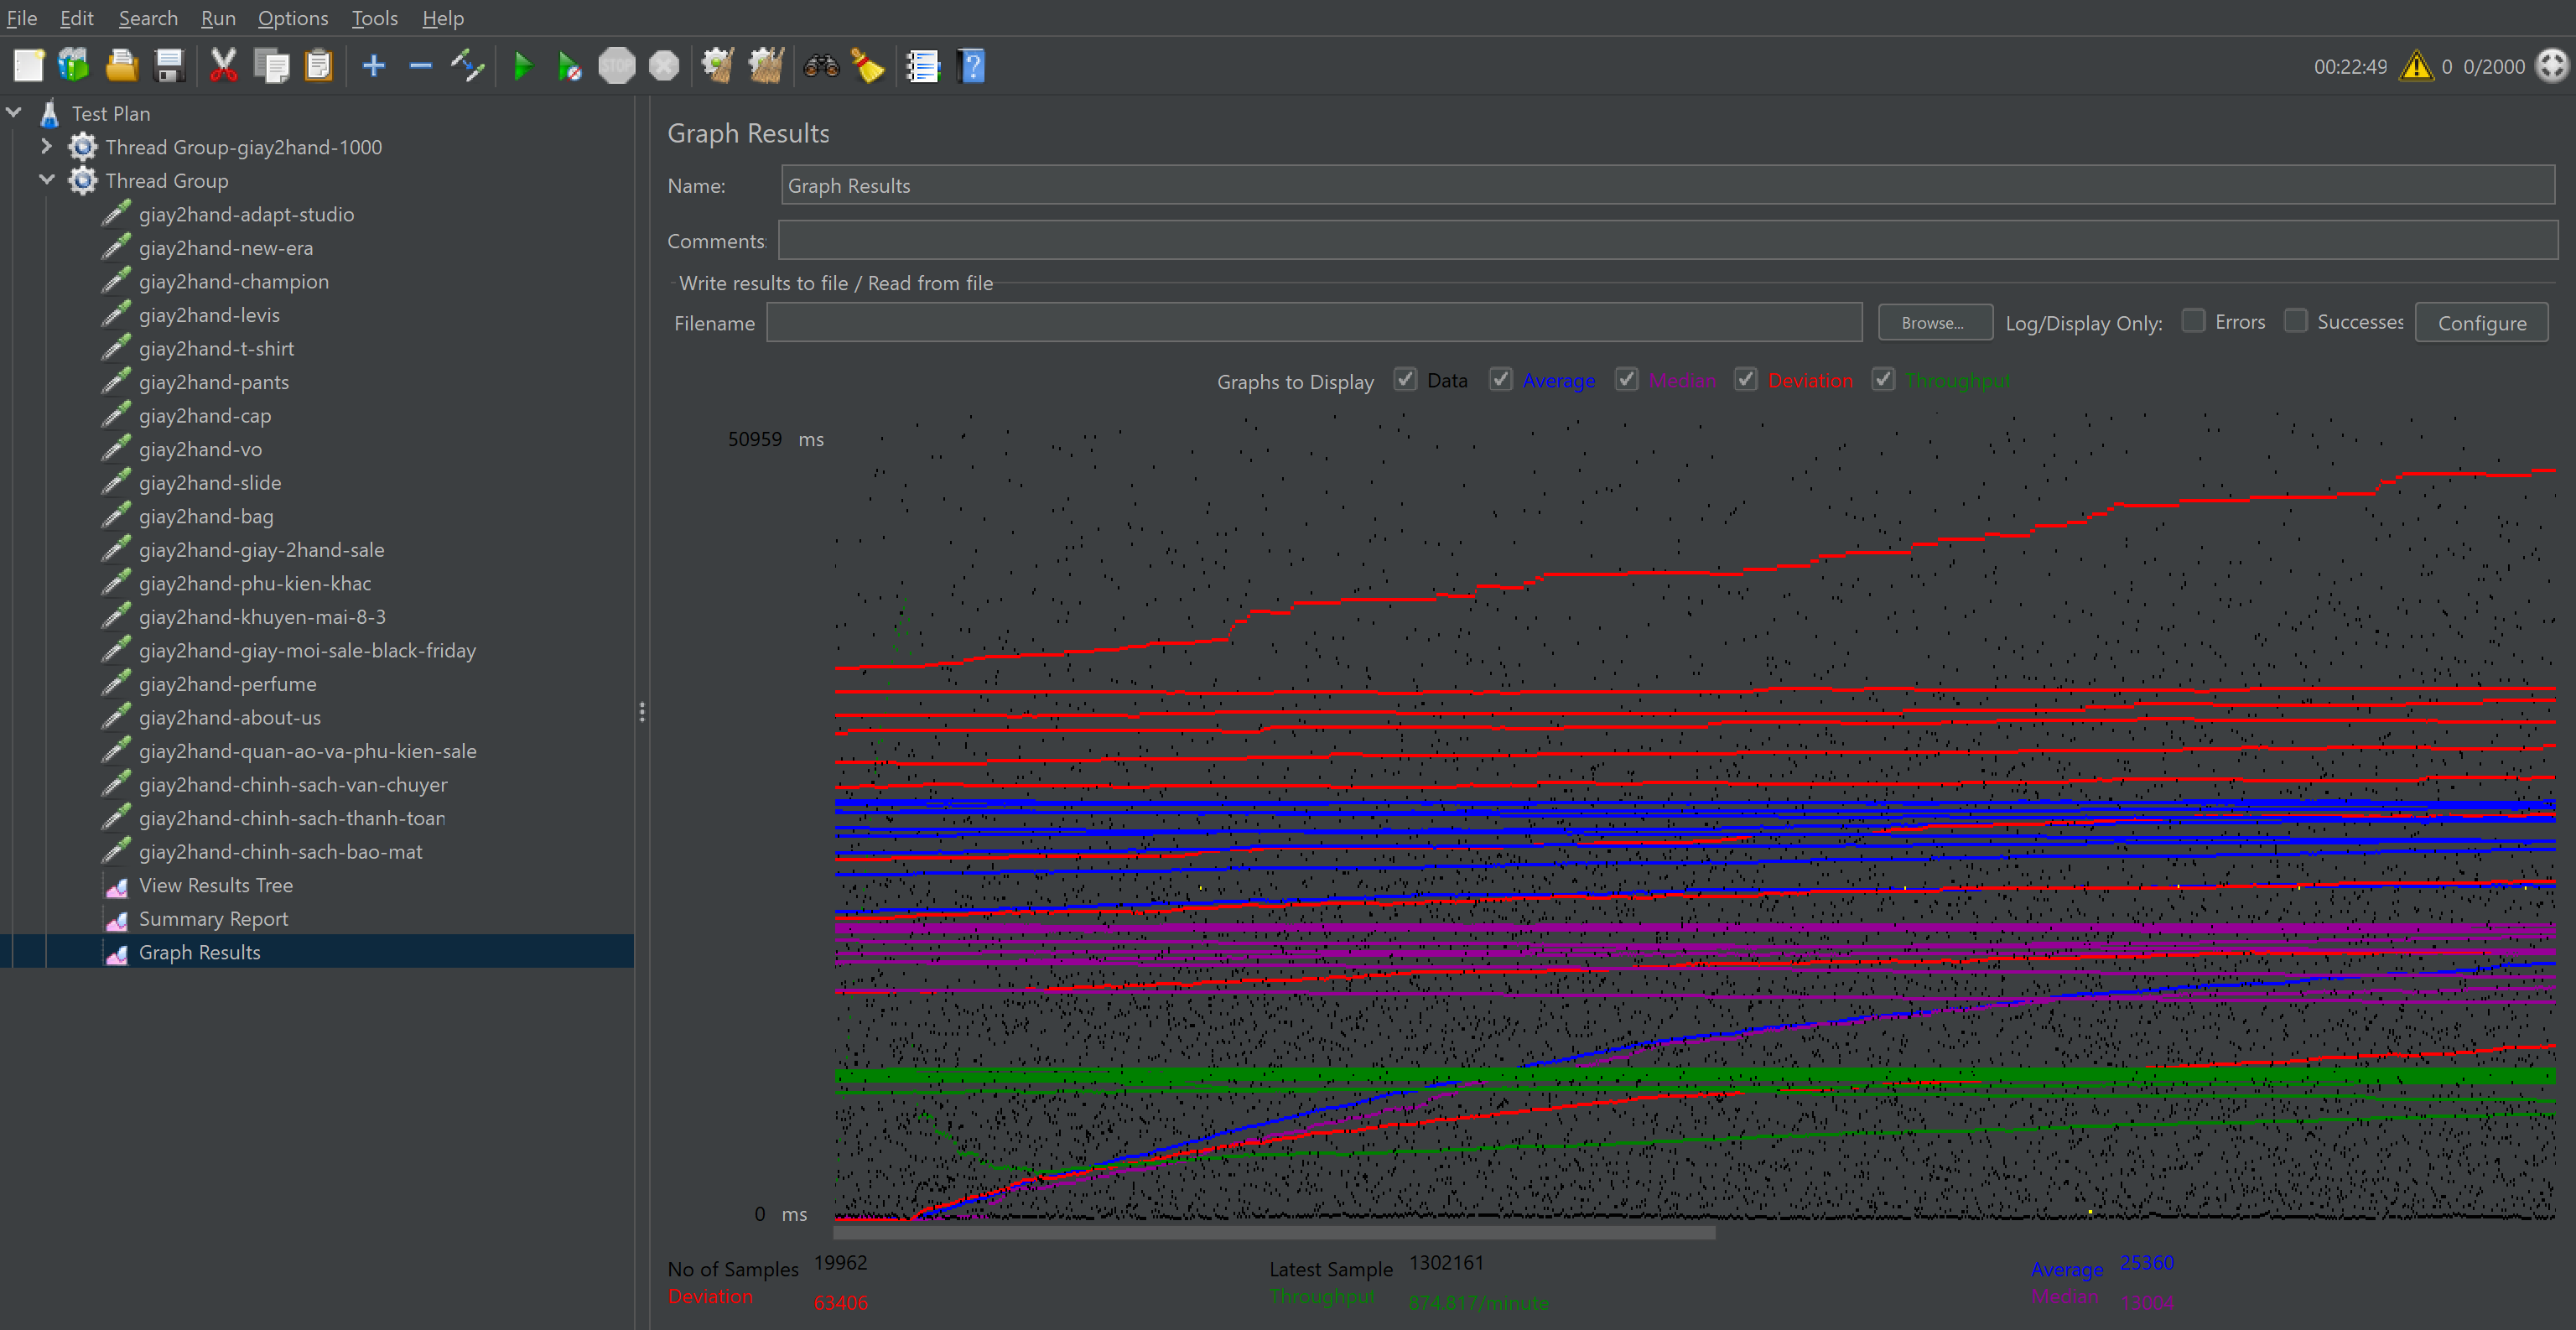 File Edit Search Run Options Tools Help
STOP
00:22:49 0 0/2000
Test Plan
Thread Group-giay2hand-1000
Thread Group
giay2hand-adapt-studio
giay2hand-new-era
giay2hand-champion
giay2hand-levis
giay2hand-t-shirt
giay2hand-pants
giay2hand-cap
giay2hand-vo
giay2hand-slide
giay2hand-bag
giay2hand-giay-2hand-sale
giay2hand-phu-kien-khac
giay2hand-khuyen-mai-8-3
giay2hand-giay-moi-sale-black-friday
giay2hand-perfume
giay2hand-about-us
giay2hand-quan-ao-va-phu-kien-sale
giay2hand-chinh-sach-van-chuyer
giay2hand-chinh-sach-thanh-toan
giay2hand-chinh-sach-bao-mat
View Results Tree
Summary Report
Graph Results
Graph Results
Name: Graph Results
Comments:
Write results to file / Read from file
Filename Browse... Log/Display Only: Errors Successes Configure
Graphs to Display Data Average Median Deviation Throughput
50959 ms
0 ms
No of Samples 19962 Latest Sample 1302161 Average 25360
Deviation 63406 Throughput 874.817/minute Median 13004